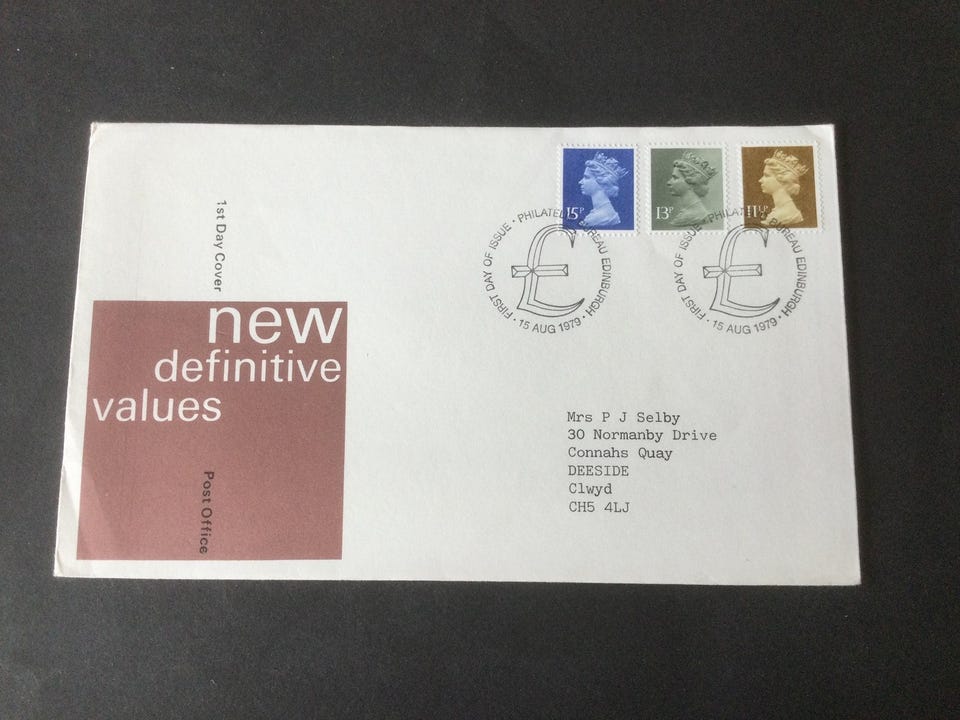 1st Day Cover
new
definitive
values
Post Office
15P
13P
11½P
FIRST DAY OF ISSUE · PHILATELIC BUREAU EDINBURGH · 15 AUG 1979 ·
FIRST DAY OF ISSUE · PHILATELIC BUREAU EDINBURGH · 15 AUG 1979 ·
£
£
Mrs P J Selby
30 Normanby Drive
Connahs Quay
DEESIDE
Clwyd
CH5 4LJ